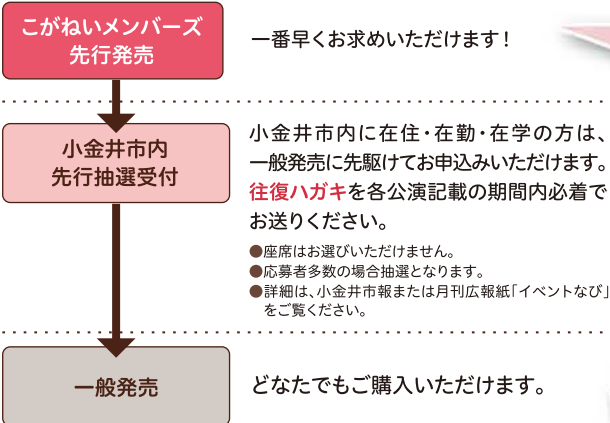 こがねいメンバーズ
先行発売
一番早くお求めいただけます!
小金井市内
先行抽選受付
小金井市内に在住・在勤・在学の方は、
一般発売に先駆けてお申込みいただけます。
往復ハガキを各公演記載の期間内必着で
お送りください。
●座席はお選びいただけません。
●応募者多数の場合抽選となります。
●詳細は、小金井市報または月刊広報紙「イベントなび」
をご覧ください。
一般発売
どなたでもご購入いただけます。